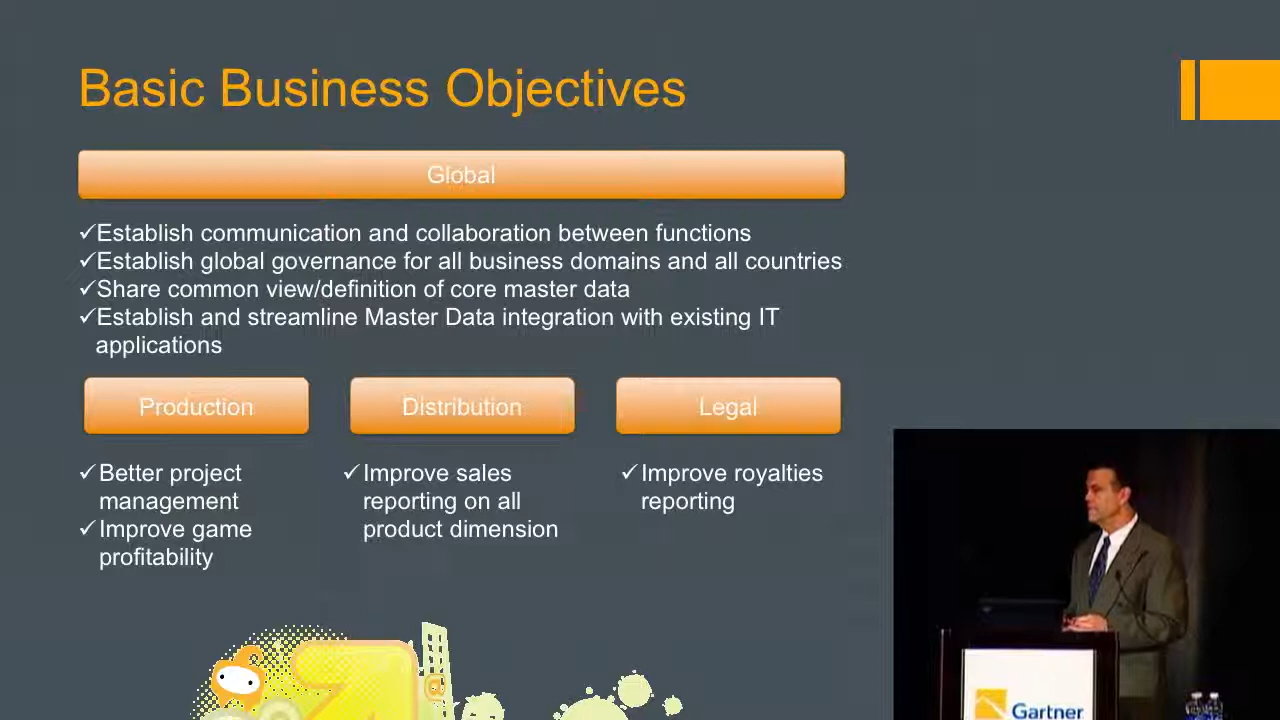 Basic Business Objectives
Global
✓Establish communication and collaboration between functions
✓Establish global governance for all business domains and all countries
✓Share common view/definition of core master data
✓Establish and streamline Master Data integration with existing IT
applications
Production
Distribution
Legal
✓Better project
management
✓Improve game
profitability
✓Improve sales
reporting on all
product dimension
✓Improve royalties
reporting
a
Gartner